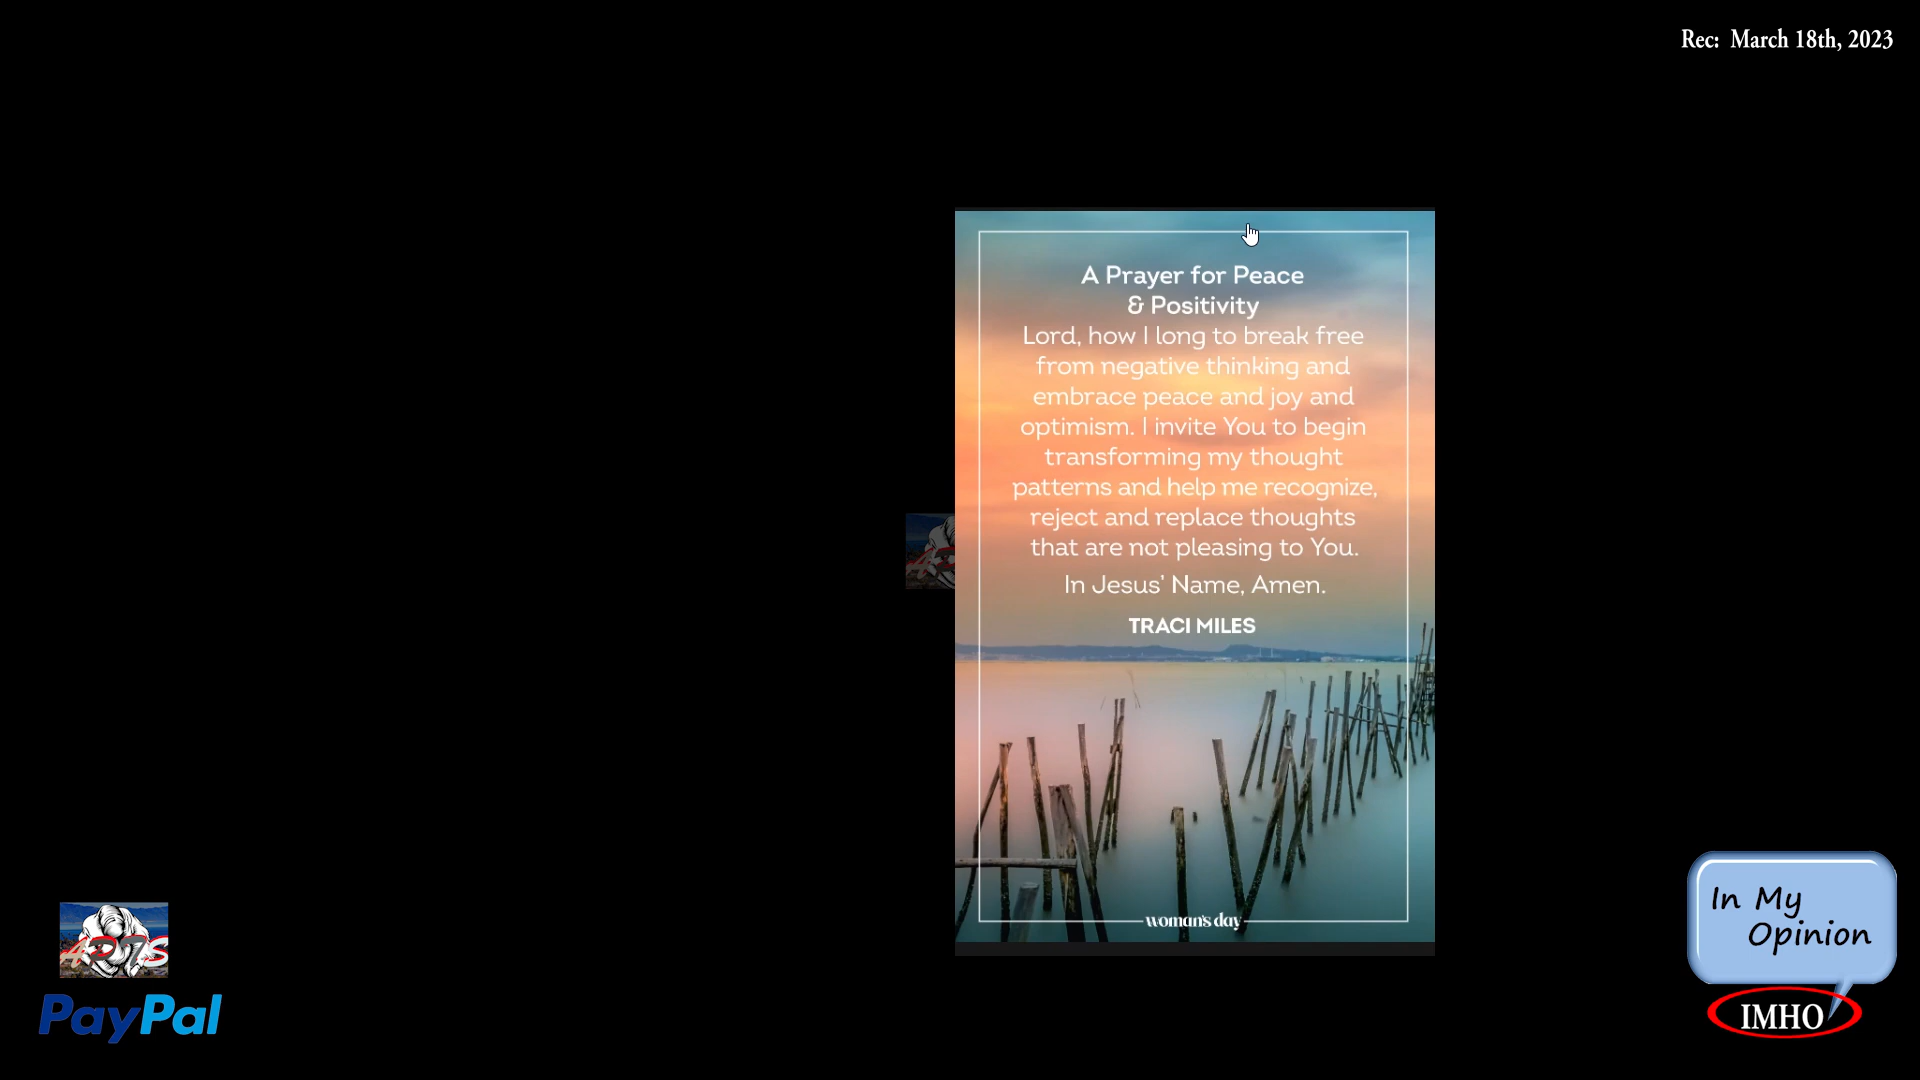 Rec: March 18th, 2023
A Prayer for Peace
& Positivity
Lord, how I long to break free
from negative thinking and
embrace peace and joy and
optimism. I invite You to begin
transforming my thought
patterns and help me recognize,
reject and replace thoughts
that are not pleasing to You.
In Jesus' Name, Amen.
TRACI MILES
woman's day
In My
Opinion
IMHO
PayPal